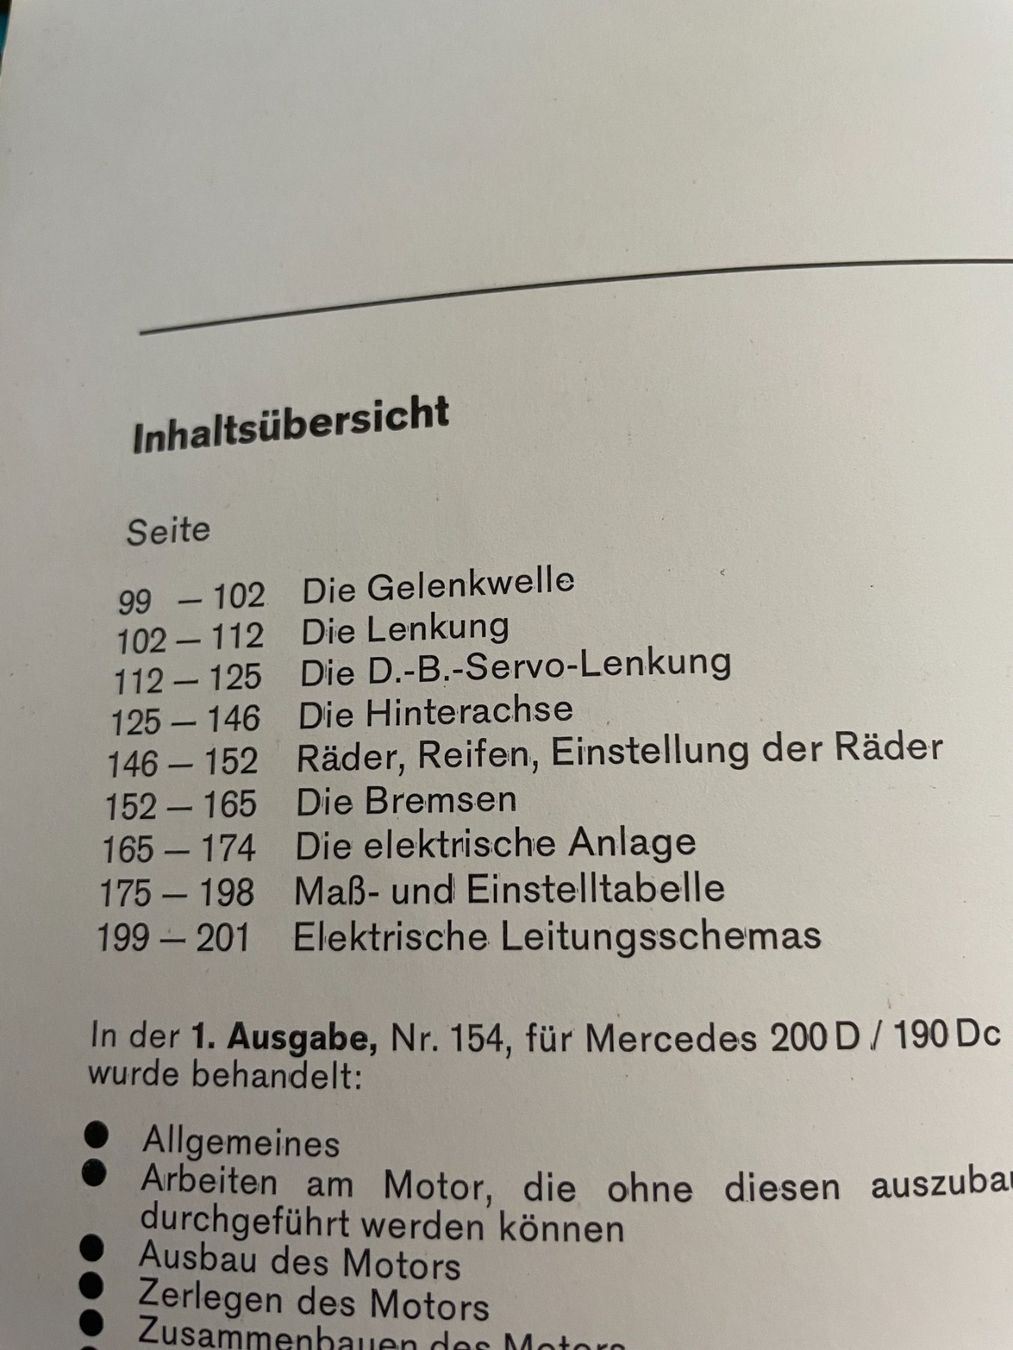 Inhaltsübersicht
Seite
99 – 102 Die Gelenkwelle
102 – 112 Die Lenkung
112 – 125 Die D.-B.-Servo-Lenkung
125 – 146 Die Hinterachse
146 – 152 Räder, Reifen, Einstellung der Räder
152 – 165 Die Bremsen
165 – 174 Die elektrische Anlage
175 – 198 Maß- und Einstelltabelle
199 – 201 Elektrische Leitungsschemas
In der 1. Ausgabe, Nr. 154, für Mercedes 200 D / 190 Dc
wurde behandelt:
● Allgemeines
● Arbeiten am Motor, die ohne diesen
durchgeführt werden können
● Ausbau des Motors
● Zerlegen des Motors
● Zusammenbauen des Motors